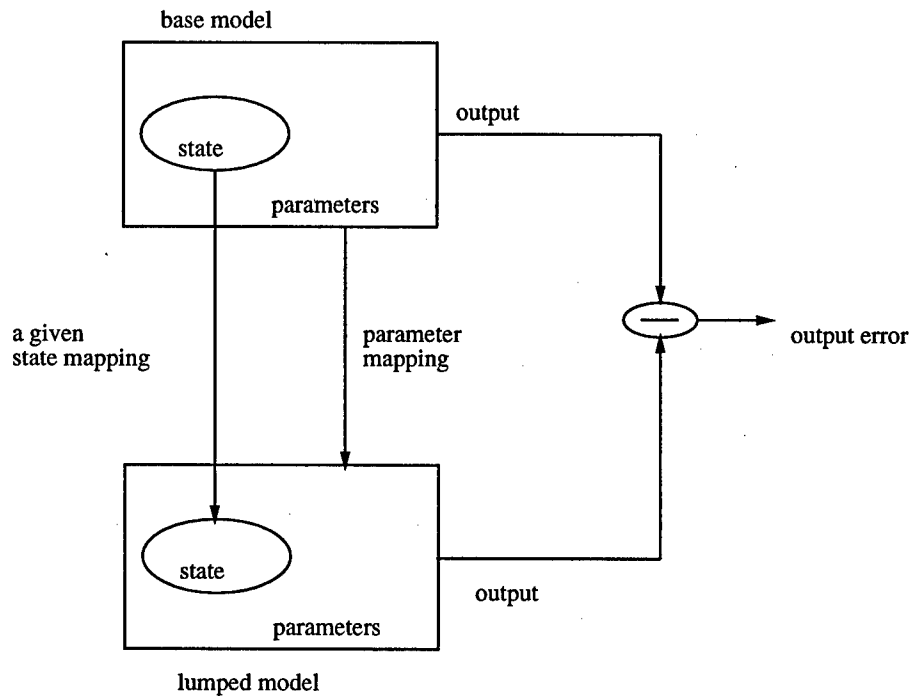 base model
output
state
parameters
a given
state mapping
parameter
mapping
output error
state
output
parameters
lumped model